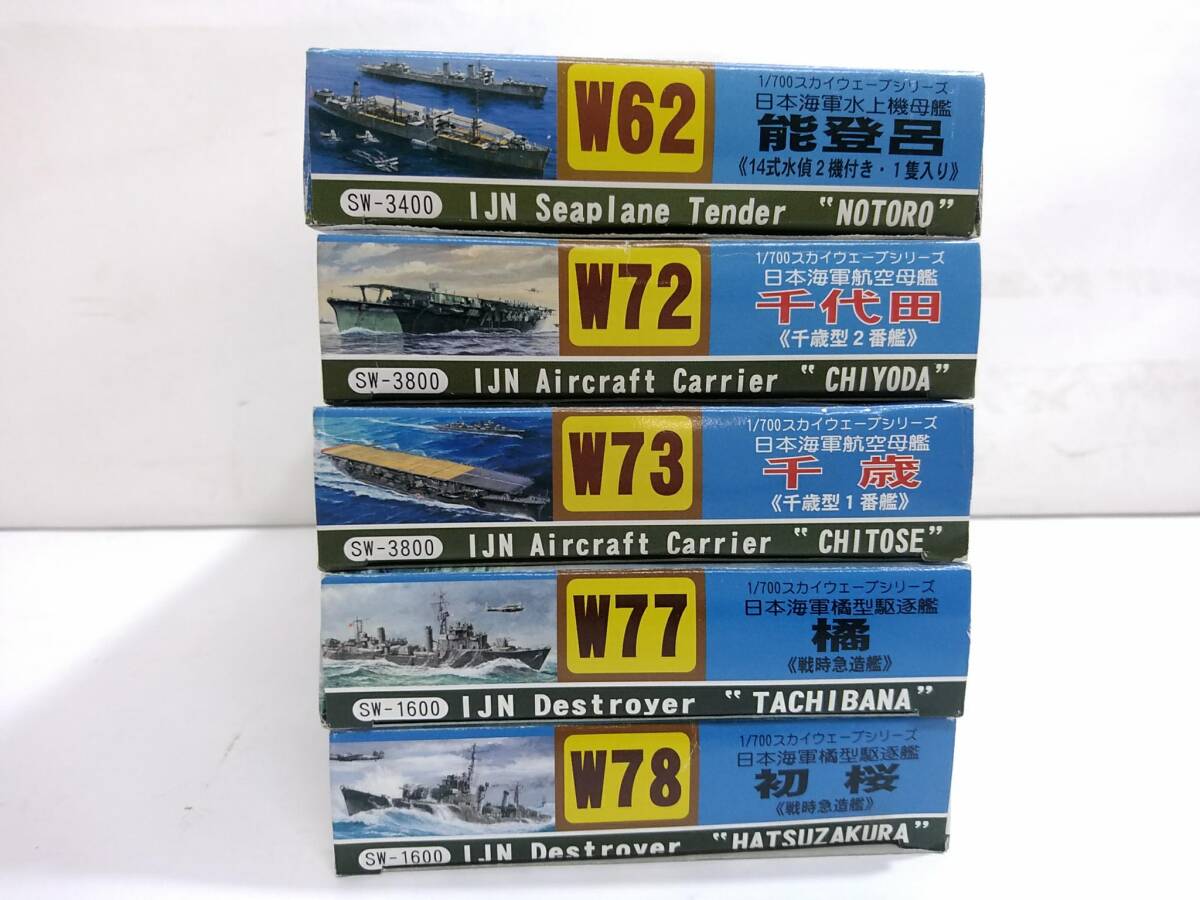 W62
1/700スカイウェーブシリーズ
日本海軍水上機母艦
能登呂
《14式水偵2機付き・1隻入り》
SW-3400 IJN Seaplane Tender "NOTORO"
W72
1/700スカイウェーブシリーズ
日本海軍航空母艦
千代田
《千歳型2番艦》
SW-3800 IJN Aircraft Carrier "CHIYODA"
W73
1/700スカイウェーブシリーズ
日本海軍航空母艦
千歳
《千歳型1番艦》
SW-3800 IJN Aircraft Carrier "CHITOSE"
W77
1/700スカイウェーブシリーズ
日本海軍橘型駆逐艦
橘
《戦時急造艦》
SW-1600 IJN Destroyer "TACHIBANA"
W78
1/700スカイウェーブシリーズ
日本海軍橘型駆逐艦
初桜
《戦時急造艦》
SW-1600 IJN Destroyer "HATSUZAKURA"